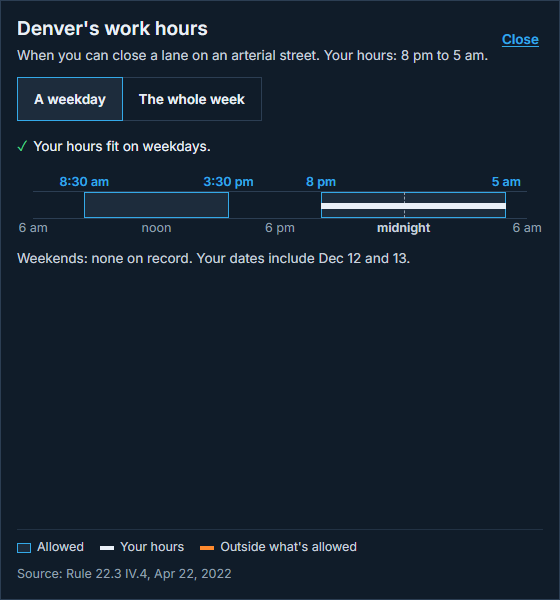 Denver's work hours
Close
When you can close a lane on an arterial street. Your hours: 8 pm to 5 am.
A weekday
The whole week
✓ Your hours fit on weekdays.
8:30 am
3:30 pm
8 pm
5 am
6 am
noon
6 pm
midnight
6 am
Weekends: none on record. Your dates include Dec 12 and 13.
Allowed
Your hours
Outside what's allowed
Source: Rule 22.3 IV.4, Apr 22, 2022